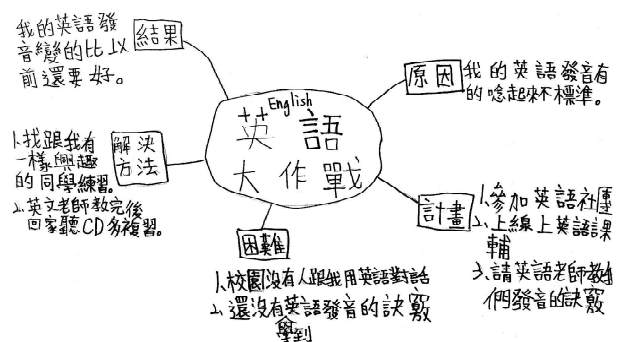 English
英語
大作戰
原因
我的英語發音有
的唸起來不標準。
計畫
1.參加英語社團
2.上線上英語課
輔
3.請英語老師教我
們發音的訣竅
困難
1.校園沒有人跟我用英語對話
2.還沒有學到英語發音的訣竅
解決
方法
1.找跟我有
一樣興趣
的同學練習。
2.英文老師教完後
回家聽CD多複習。
結果
我的英語發
音變的比以
前還要好。